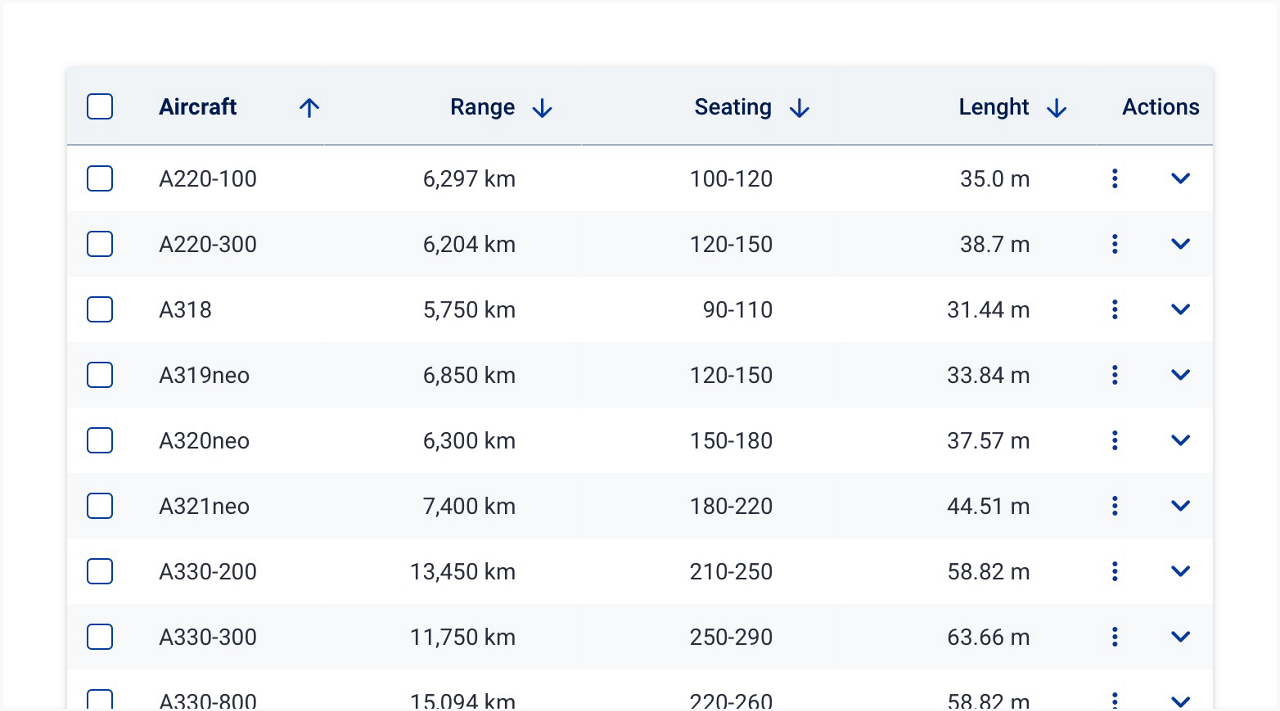 Aircraft Range Seating Lenght Actions
A220-100 6,297 km 100-120 35.0 m
A220-300 6,204 km 120-150 38.7 m
A318 5,750 km 90-110 31.44 m
A319neo 6,850 km 120-150 33.84 m
A320neo 6,300 km 150-180 37.57 m
A321neo 7,400 km 180-220 44.51 m
A330-200 13,450 km 210-250 58.82 m
A330-300 11,750 km 250-290 63.66 m
A330-800 15,094 km 220-260 58.82 m